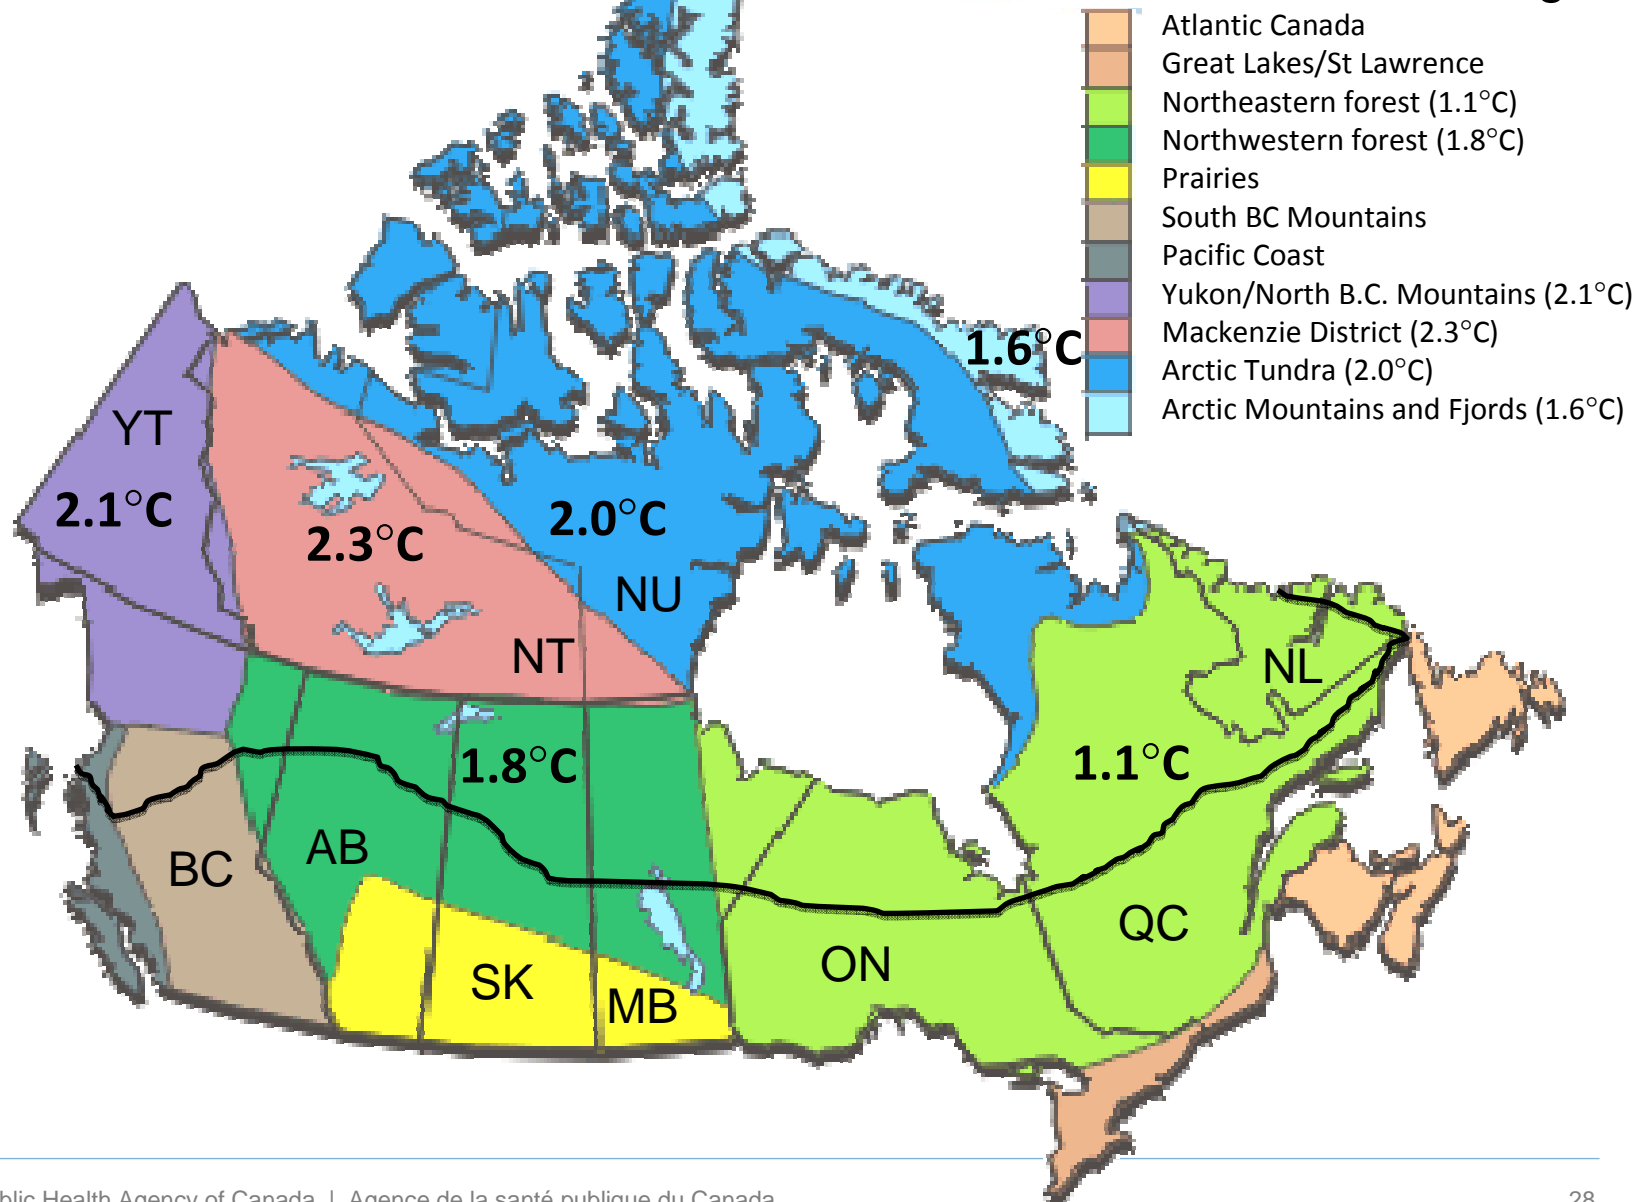 Atlantic Canada
Great Lakes/St Lawrence
Northeastern forest (1.1°C)
Northwestern forest (1.8°C)
Prairies
South BC Mountains
Pacific Coast
Yukon/North B.C. Mountains (2.1°C)
Mackenzie District (2.3°C)
Arctic Tundra (2.0°C)
Arctic Mountains and Fjords (1.6°C)
1.6°C
YT
2.1°C
2.3°C
2.0°C
NU
NT
NL
1.8°C
1.1°C
AB
BC
QC
ON
SK
MB
blic Health Agency of Canada | Agence de la santé publique du Canada
28